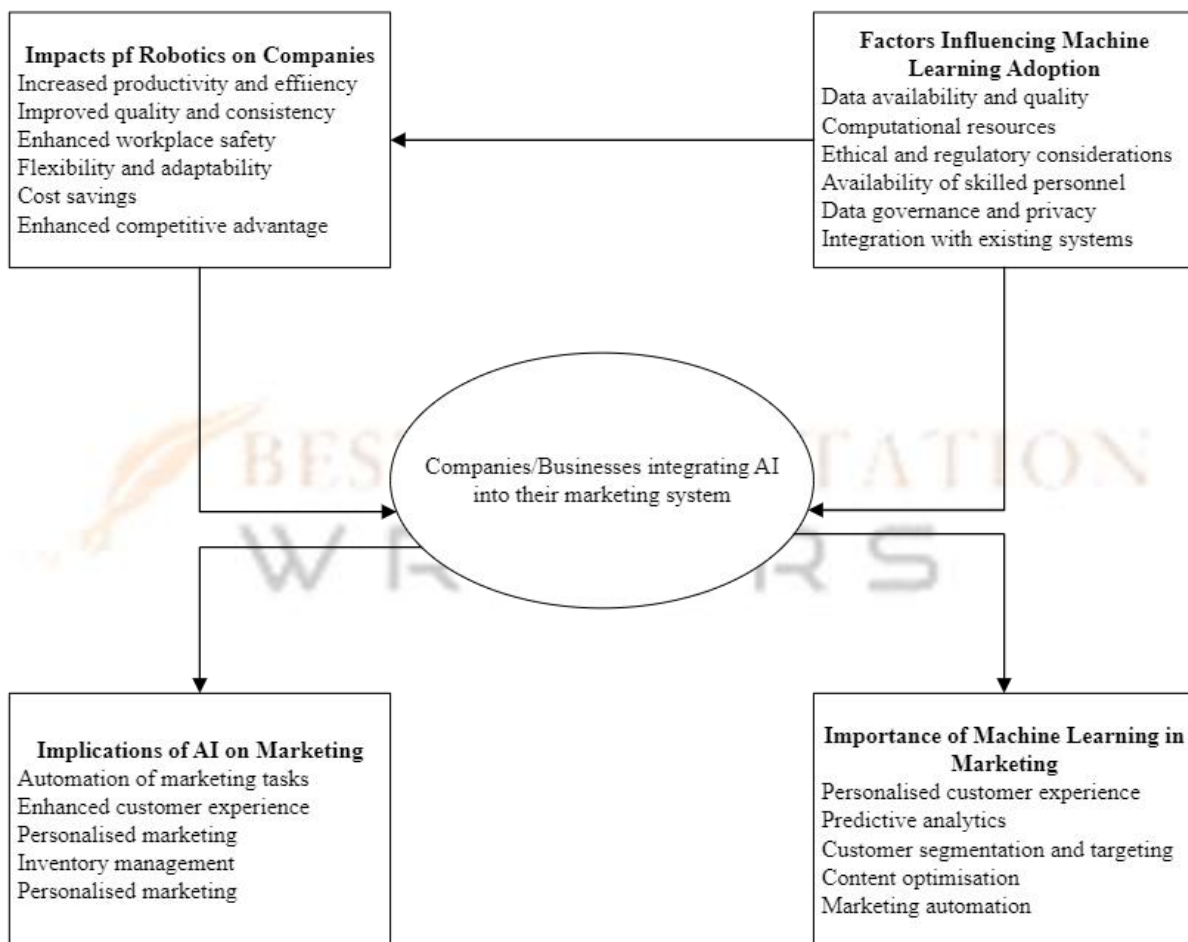 Impacts pf Robotics on Companies
Increased productivity and effiiency
Improved quality and consistency
Enhanced workplace safety
Flexibility and adaptability
Cost savings
Enhanced competitive advantage
Factors Influencing Machine
Learning Adoption
Data availability and quality
Computational resources
Ethical and regulatory considerations
Availability of skilled personnel
Data governance and privacy
Integration with existing systems
Companies/Businesses integrating AI
into their marketing system
Implications of AI on Marketing
Automation of marketing tasks
Enhanced customer experience
Personalised marketing
Inventory management
Personalised marketing
Importance of Machine Learning in
Marketing
Personalised customer experience
Predictive analytics
Customer segmentation and targeting
Content optimisation
Marketing automation